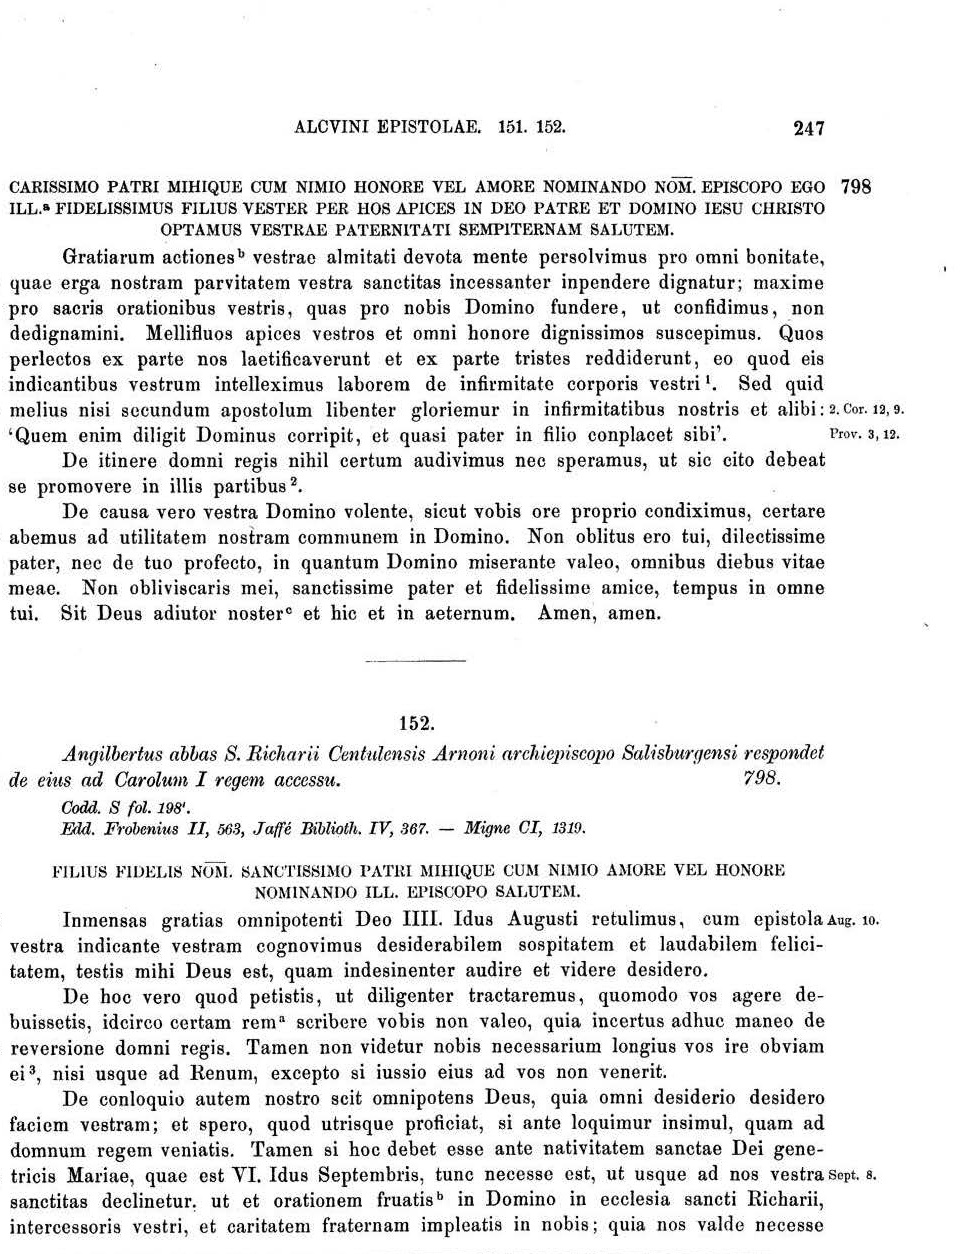 ALCVINI EPISTOLAE. 151. 152. 247
CARISSIMO PATRI MIHIQUE CUM NIMIO HONORE VEL AMORE NOMINANDO NOM̅. EPISCOPO EGO 798
ILL.ᵃ FIDELISSIMUS FILIUS VESTER PER HOS APICES IN DEO PATRE ET DOMINO IESU CHRISTO
OPTAMUS VESTRAE PATERNITATI SEMPITERNAM SALUTEM.
Gratiarum actionesᵇ vestrae almitati devota mente persolvimus pro omni bonitate,
quae erga nostram parvitatem vestra sanctitas incessanter inpendere dignatur; maxime
pro sacris orationibus vestris, quas pro nobis Domino fundere, ut confidimus, non
dedignamini. Mellifluos apices vestros et omni honore dignissimos suscepimus. Quos
perlectos ex parte nos laetificaverunt et ex parte tristes reddiderunt, eo quod eis
indicantibus vestrum intelleximus laborem de infirmitate corporis vestri¹. Sed quid
melius nisi secundum apostolum libenter gloriemur in infirmitatibus nostris et alibi: 2. Cor. 12, 9.
‘Quem enim diligit Dominus corripit, et quasi pater in filio conplacet sibi’. Prov. 3, 12.
De itinere domni regis nihil certum audivimus nec speramus, ut sic cito debeat
se promovere in illis partibus².
De causa vero vestra Domino volente, sicut vobis ore proprio condiximus, certare
abemus ad utilitatem nostram communem in Domino. Non oblitus ero tui, dilectissime
pater, nec de tuo profecto, in quantum Domino miserante valeo, omnibus diebus vitae
meae. Non obliviscaris mei, sanctissime pater et fidelissime amice, tempus in omne
tui. Sit Deus adiutor nosterᶜ et hic et in aeternum. Amen, amen.
152.
Angilbertus abbas S. Richarii Centulensis Arnoni archiepiscopo Salisburgensi respondet
de eius ad Carolum I regem accessu. 798.
Codd. S fol. 198'.
Edd. Frobenius II, 563, Jaffé Biblioth. IV, 367. — Migne CI, 1319.
FILIUS FIDELIS NOM̅. SANCTISSIMO PATRI MIHIQUE CUM NIMIO AMORE VEL HONORE
NOMINANDO ILL. EPISCOPO SALUTEM.
Inmensas gratias omnipotenti Deo IIII. Idus Augusti retulimus, cum epistola Aug. 10.
vestra indicante vestram cognovimus desiderabilem sospitatem et laudabilem felici-
tatem, testis mihi Deus est, quam indesinenter audire et videre desidero.
De hoc vero quod petistis, ut diligenter tractaremus, quomodo vos agere de-
buissetis, idcirco certam remᵃ scribere vobis non valeo, quia incertus adhuc maneo de
reversione domni regis. Tamen non videtur nobis necessarium longius vos ire obviam
ei³, nisi usque ad Renum, excepto si iussio eius ad vos non venerit.
De conloquio autem nostro scit omnipotens Deus, quia omni desiderio desidero
faciem vestram; et spero, quod utrisque proficiat, si ante loquimur insimul, quam ad
domnum regem veniatis. Tamen si hoc debet esse ante nativitatem sanctae Dei gene-
tricis Mariae, quae est VI. Idus Septembris, tunc necesse est, ut usque ad nos vestra Sept. 8.
sanctitas declinetur, ut et orationem fruatisᵇ in Domino in ecclesia sancti Richarii,
intercessoris vestri, et caritatem fraternam impleatis in nobis; quia nos valde necesse